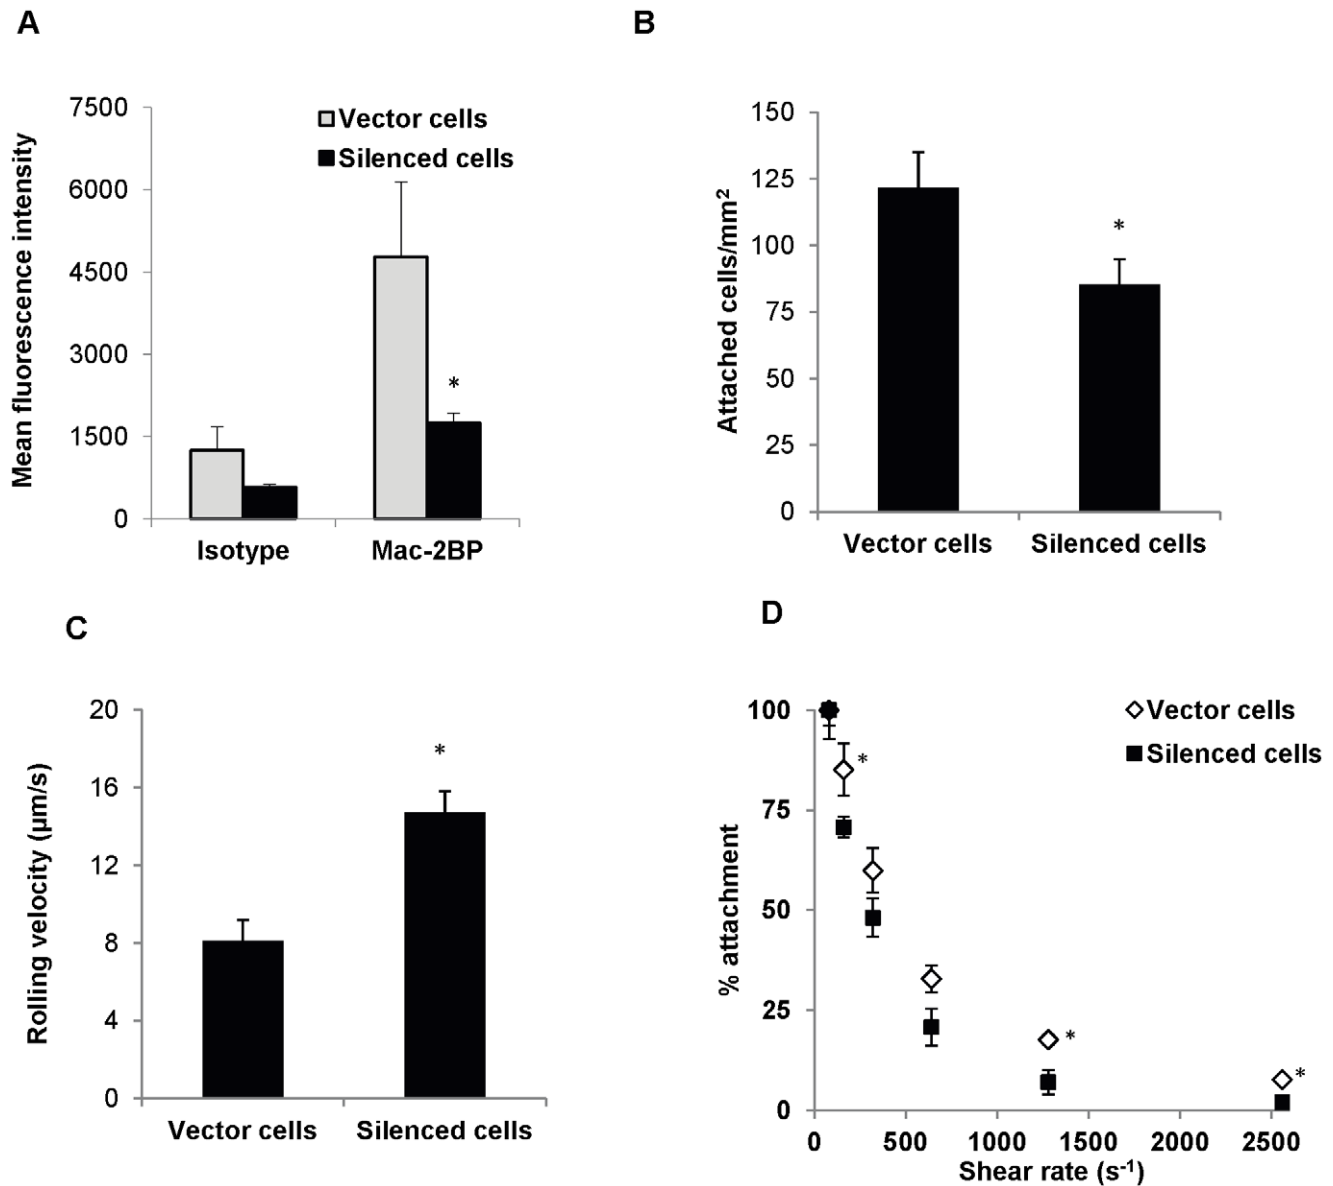 A
Mean fluorescence intensity
7500
6000
4500
3000
1500
0
Vector cells
Silenced cells
*
Isotype
Mac-2BP
B
Attached cells/mm²
150
125
100
75
50
25
0
*
Vector cells
Silenced cells
C
Rolling velocity (µm/s)
20
16
12
8
4
0
*
Vector cells
Silenced cells
D
% attachment
100
75
50
25
0
Vector cells
Silenced cells
*
*
*
0 500 1000 1500 2000 2500
Shear rate (s⁻¹)